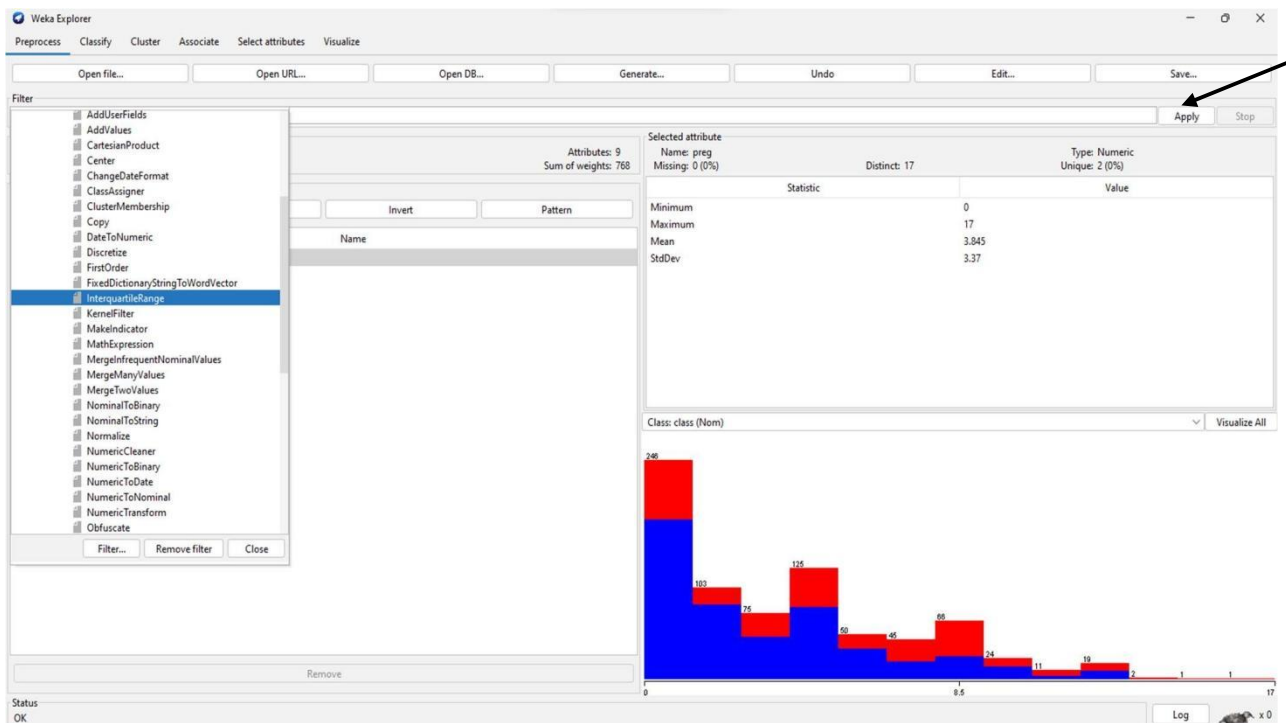 Weka Explorer
Preprocess Classify Cluster Associate Select attributes Visualize
Open file... Open URL... Open DB... Generate... Undo Edit... Save...
Filter
Apply Stop
AddUserFields
AddValues
CartesianProduct
Center
ChangeDateFormat
ClassAssigner
ClusterMembership
Copy
DateToNumeric
Discretize
FirstOrder
FixedDictionaryStringToWordVector
InterquartileRange
KernelFilter
MakeIndicator
MathExpression
MergeInfrequentNominalValues
MergeManyValues
MergeTwoValues
NominalToBinary
NominalToString
Normalize
NumericCleaner
NumericToBinary
NumericToDate
NumericToNominal
NumericTransform
Obfuscate
Filter... Remove filter Close
Attributes: 9
Sum of weights: 768
Invert Pattern
Name
Remove
Selected attribute
Name: preg Type: Numeric
Missing: 0 (0%) Distinct: 17 Unique: 2 (0%)
Statistic Value
Minimum 0
Maximum 17
Mean 3.845
StdDev 3.37
Class: class (Nom) Visualize All
246
103
75
125
50
45
66
24
11
19
2
1
1
0 8.5 17
Status
OK
Log x 0